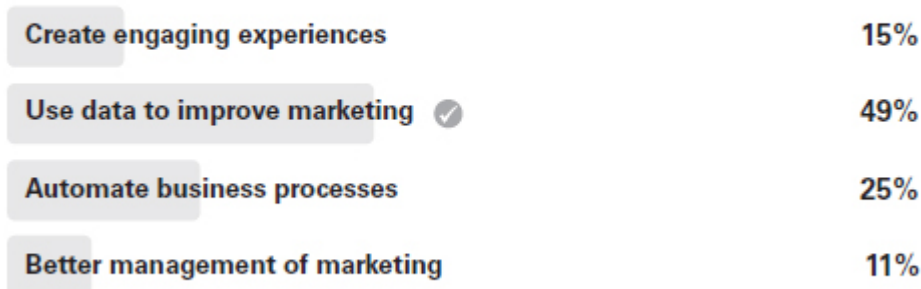 Create engaging experiences 15%
Use data to improve marketing 49%
Automate business processes 25%
Better management of marketing 11%